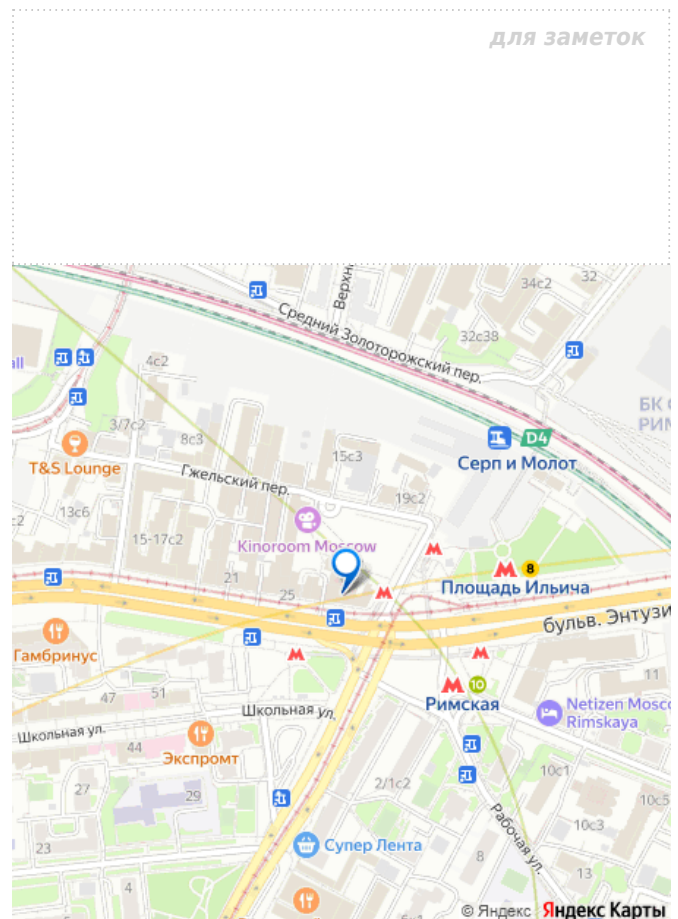 для заметок
34с2
32
Верхн
Средний Золоторожский пер.
32с38
all
4с2
БК
РИМ
3/7с2
8с3
15с3
D4
T&S Lounge
Серп и Молот
Гжельский пер.
19с2
13с6
Kinoroom Moscow
15-17с2
8
Площадь Ильича
21
25
бульв. Энтузи
Гамбринус
11
10
47
51
Римская
Netizen Mosc
Rimskaya
Школьная ул.
Школьная ул.
44
Экспромт
10с1
2/1с2
27
29
10с5
Рабочая ул.
10с3
23
Супер Лента
8
13
4
© Яндекс Яндекс Карты